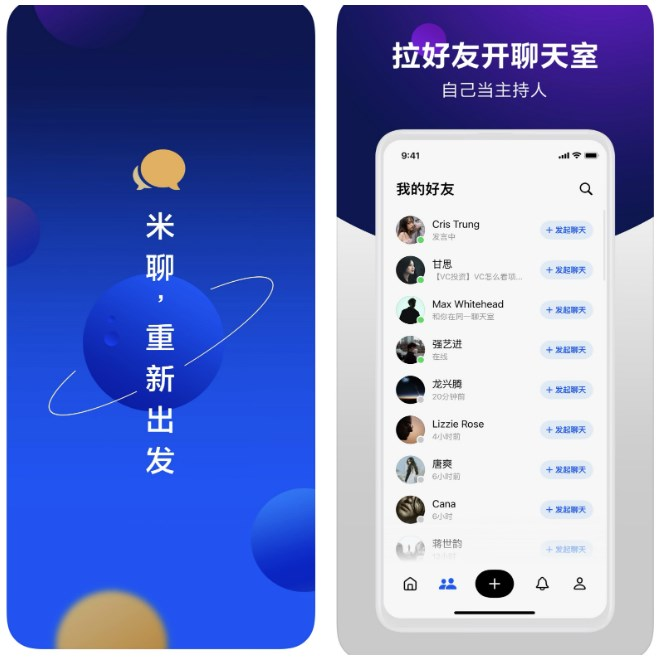 米聊，重新出发
拉好友开聊天室
自己当主持人
9:41
我的好友
Cris Trung
发言中
+ 发起聊天
甘思
【VC投资】VC怎么看项...
+ 发起聊天
Max Whitehead
和你在同一聊天室
+ 发起聊天
强艺进
在线
+ 发起聊天
龙兴腾
20分钟前
+ 发起聊天
Lizzie Rose
4小时前
+ 发起聊天
唐爽
6小时前
+ 发起聊天
Cana
6小时
+ 发起聊天
蒋世韵
+ 发起聊天